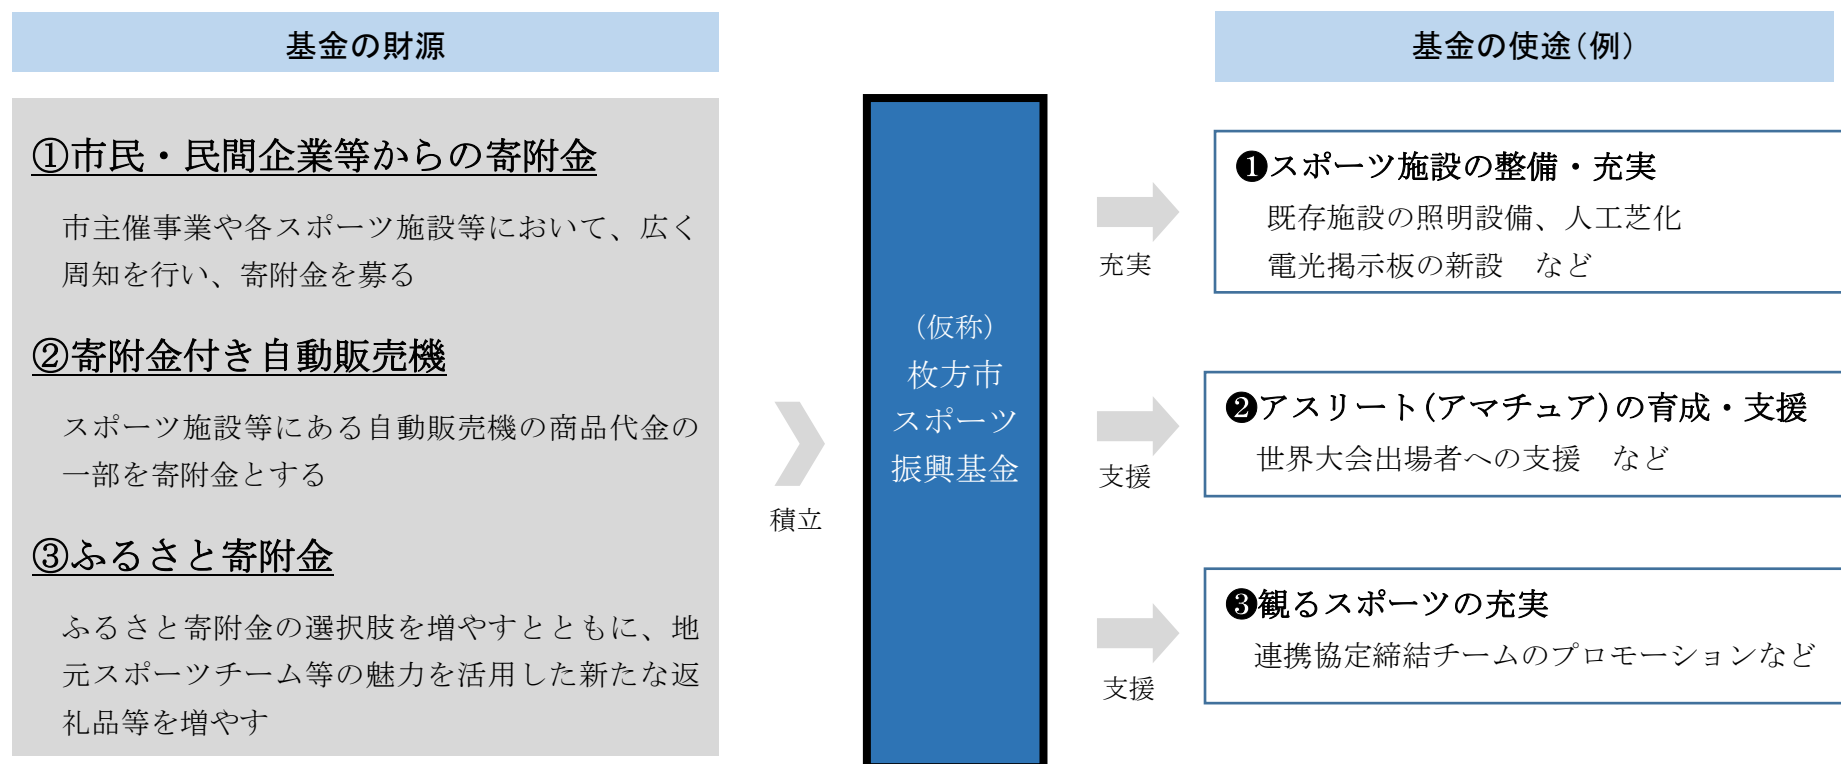 基金の財源
①市民・民間企業等からの寄附金
市主催事業や各スポーツ施設等において、広く
周知を行い、寄附金を募る
②寄附金付き自動販売機
スポーツ施設等にある自動販売機の商品代金の
一部を寄附金とする
③ふるさと寄附金
ふるさと寄附金の選択肢を増やすとともに、地
元スポーツチーム等の魅力を活用した新たな返
礼品等を増やす
積立
（仮称）
枚方市
スポーツ
振興基金
基金の使途（例）
充実
❶スポーツ施設の整備・充実
既存施設の照明設備、人工芝化
電光掲示板の新設　など
支援
❷アスリート(アマチュア)の育成・支援
世界大会出場者への支援　など
支援
❸観るスポーツの充実
連携協定締結チームのプロモーションなど